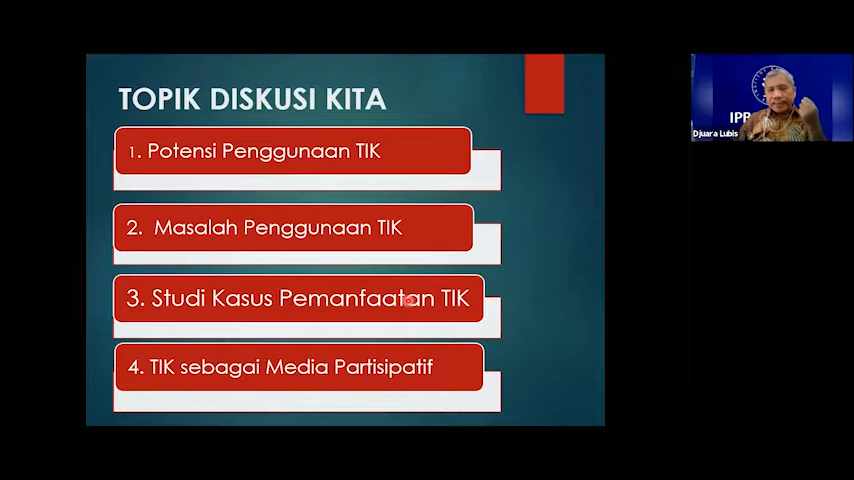 TOPIK DISKUSI KITA
1. Potensi Penggunaan TIK
2. Masalah Penggunaan TIK
3. Studi Kasus Pemanfaatan TIK
4. TIK sebagai Media Partisipatif
Djuara Lubis